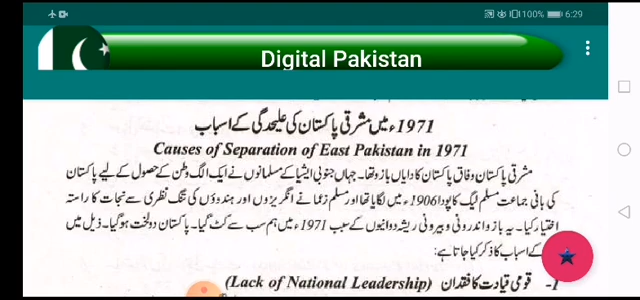 100% 6:29
Digital Pakistan
1971ء میں مشرقی پاکستان کی علیحدگی کے اسباب
Causes of Separation of East Pakistan in 1971
مشرقی پاکستان وفاق پاکستان کا دایاں بازو تھا۔ جہاں جنوبی ایشیا کے مسلمانوں نے ایک الگ وطن کے حصول کے لیے پاکستان
کی بانی جماعت مسلم لیگ کا پودا 1906ء میں لگایا تھا اور مسلم زعما نے انگریزوں اور ہندوؤں کی تنگ نظری سے نجات کا راستہ
اختیار کیا۔ یہ بازو اندرونی و بیرونی ریشہ دوانیوں کے سبب 1971ء میں ہم سب سے کٹ گیا۔ پاکستان دولخت ہوگیا۔ ذیل میں
کے اسباب کا ذکر کیا جاتا ہے:
1- قومی قیادت کا فقدان (Lack of National Leadership)